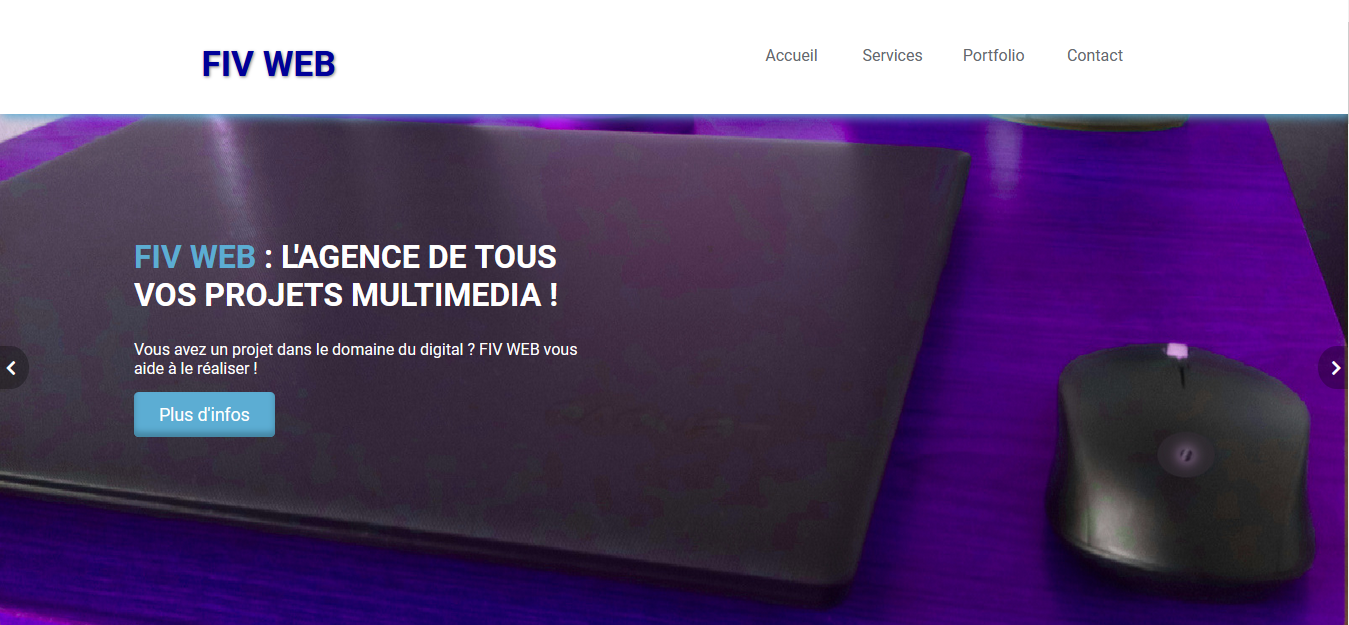 FIV WEB
Accueil Services Portfolio Contact
FIV WEB : L'AGENCE DE TOUS
VOS PROJETS MULTIMEDIA !
Vous avez un projet dans le domaine du digital ? FIV WEB vous
aide à le réaliser !
Plus d'infos